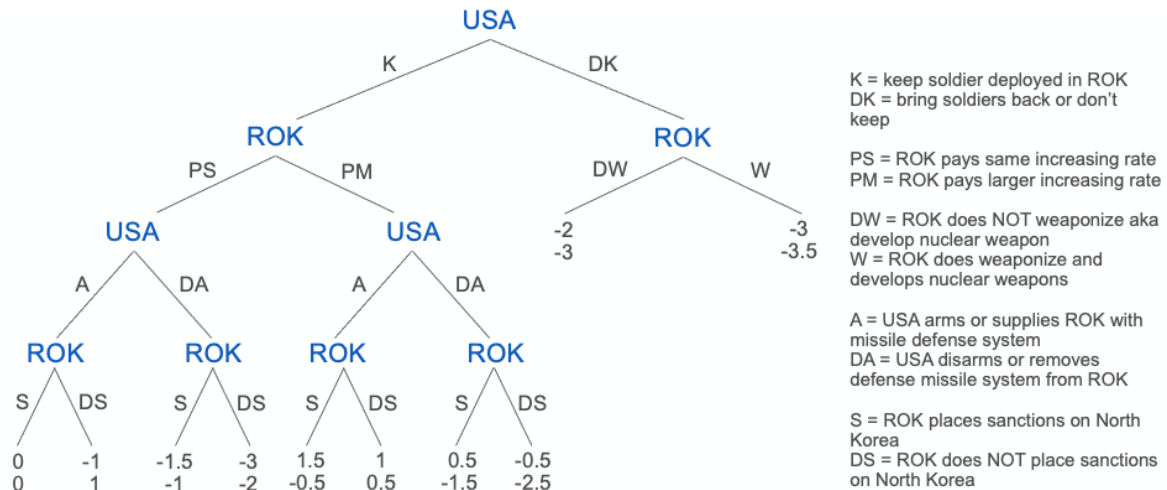 USA
K DK
ROK ROK
PS PM DW W
USA USA -2 -3
-3 -3.5
A DA A DA
ROK ROK ROK ROK
S DS S DS S DS S DS
0 -1 -1.5 -3 1.5 1 0.5 -0.5
0 1 -1 -2 -0.5 0.5 -1.5 -2.5
K = keep soldier deployed in ROK
DK = bring soldiers back or don't
keep
PS = ROK pays same increasing rate
PM = ROK pays larger increasing rate
DW = ROK does NOT weaponize aka
develop nuclear weapon
W = ROK does weaponize and
develops nuclear weapons
A = USA arms or supplies ROK with
missile defense system
DA = USA disarms or removes
defense missile system from ROK
S = ROK places sanctions on North
Korea
DS = ROK does NOT place sanctions
on North Korea